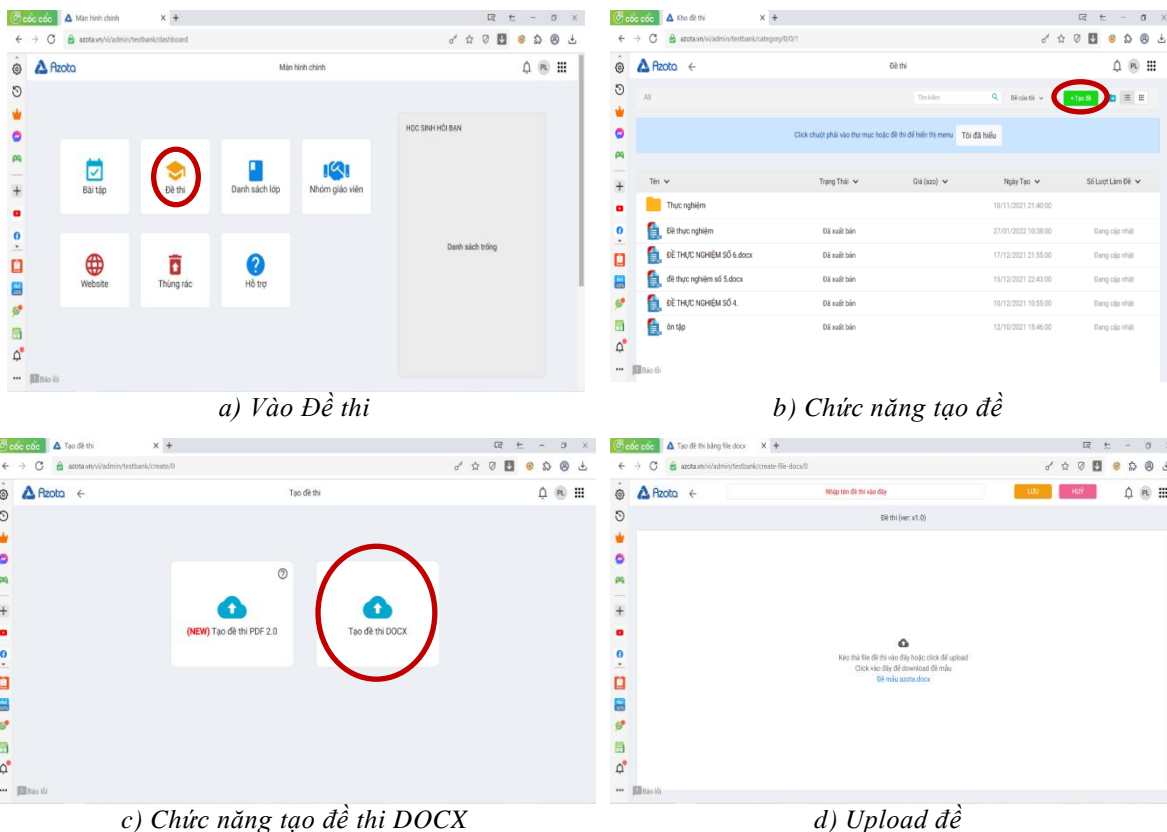 cốc cốc
Màn hình chính
azota.vn/vi/admin/testbank/dashboard
Azota
Màn hình chính
PL
HỌC SINH HỎI BẠN
Bài tập
Đề thi
Danh sách lớp
Nhóm giáo viên
Danh sách trống
Website
Thùng rác
Hỗ trợ
Báo lỗi
a) Vào Đề thi
cốc cốc
Kho đề thi
azota.vn/vi/admin/testbank/category/0/0/1
Azota
Đề thi
PL
All
Tìm kiếm
Đề của tôi
+ Tạo đề
Click chuột phải vào thư mục hoặc đề thi để hiển thị menu
Tôi đã hiểu
Tên
Trạng Thái
Giá (azo)
Ngày Tạo
Số Lượt Làm Đề
Thực nghiệm 10/11/2021 21:40:00
Đề thực nghiệm Đã xuất bản 27/01/2022 10:38:00 Đang cập nhật
ĐỀ THỰC NGHIỆM SỐ 6.docx Đã xuất bản 17/12/2021 21:55:00 Đang cập nhật
đề thực nghiệm số 5.docx Đã xuất bản 15/12/2021 22:43:00 Đang cập nhật
ĐỀ THỰC NGHIỆM SỐ 4. Đã xuất bản 10/12/2021 10:55:00 Đang cập nhật
ôn tập Đã xuất bản 12/10/2021 15:46:00 Đang cập nhật
Báo lỗi
b) Chức năng tạo đề
cốc cốc
Tạo đề thi
azota.vn/vi/admin/testbank/create/0
Azota
Tạo đề thi
PL
(NEW) Tạo đề thi PDF 2.0
Tạo đề thi DOCX
Báo lỗi
c) Chức năng tạo đề thi DOCX
cốc cốc
Tạo đề thi bằng file docx
azota.vn/vi/admin/testbank/create-file-docx/0
Azota
Nhập tên đề thi vào đây
LƯU
HUỶ
PL
Đề thi (ver: x1.0)
Kéo thả file đề thi vào đây hoặc click để upload
Click vào đây để download đề mẫu
Đề mẫu azota.docx
Báo lỗi
d) Upload đề